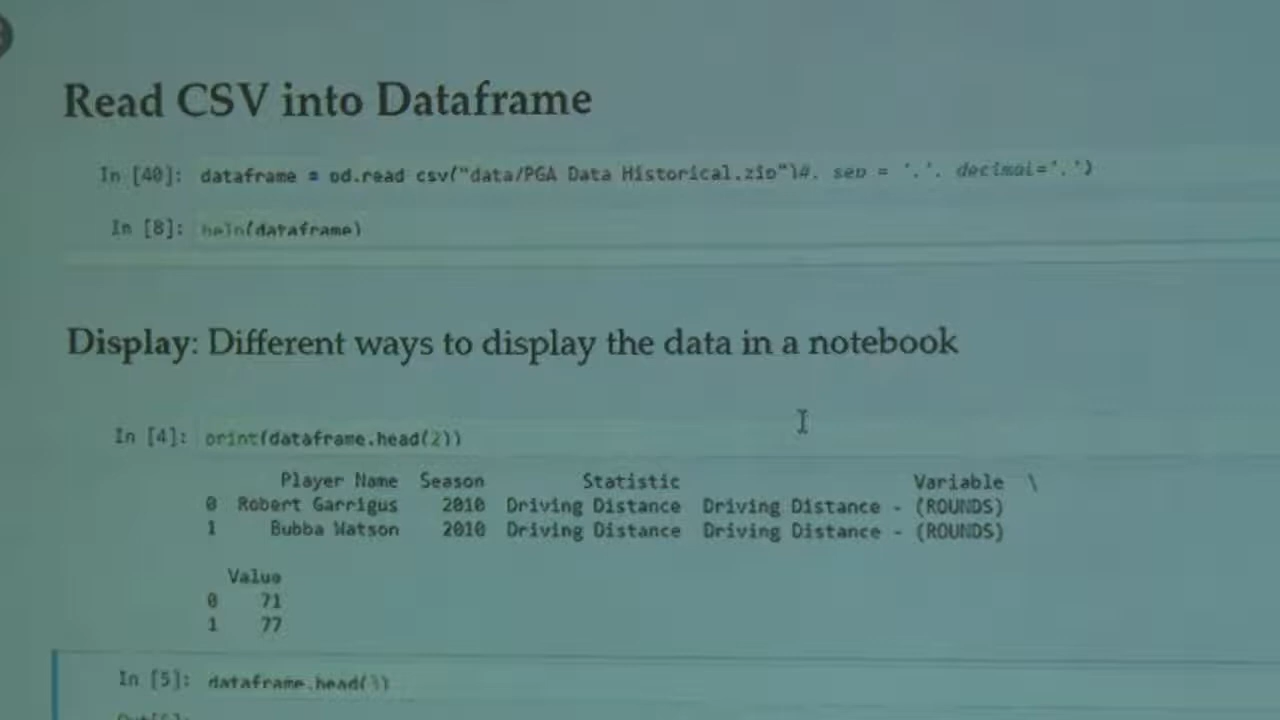 Read CSV into Dataframe
In [40]: dataframe = pd.read_csv("data/PGA_Data_Historical.zip")#, sep = ',', decimal='.')
In [8]: help(dataframe)
Display: Different ways to display the data in a notebook
In [4]: print(dataframe.head(2))
Player Name Season Statistic Variable \
0 Robert Garrigus 2010 Driving Distance Driving Distance - (ROUNDS)
1 Bubba Watson 2010 Driving Distance Driving Distance - (ROUNDS)
Value
0 71
1 77
In [5]: dataframe.head(